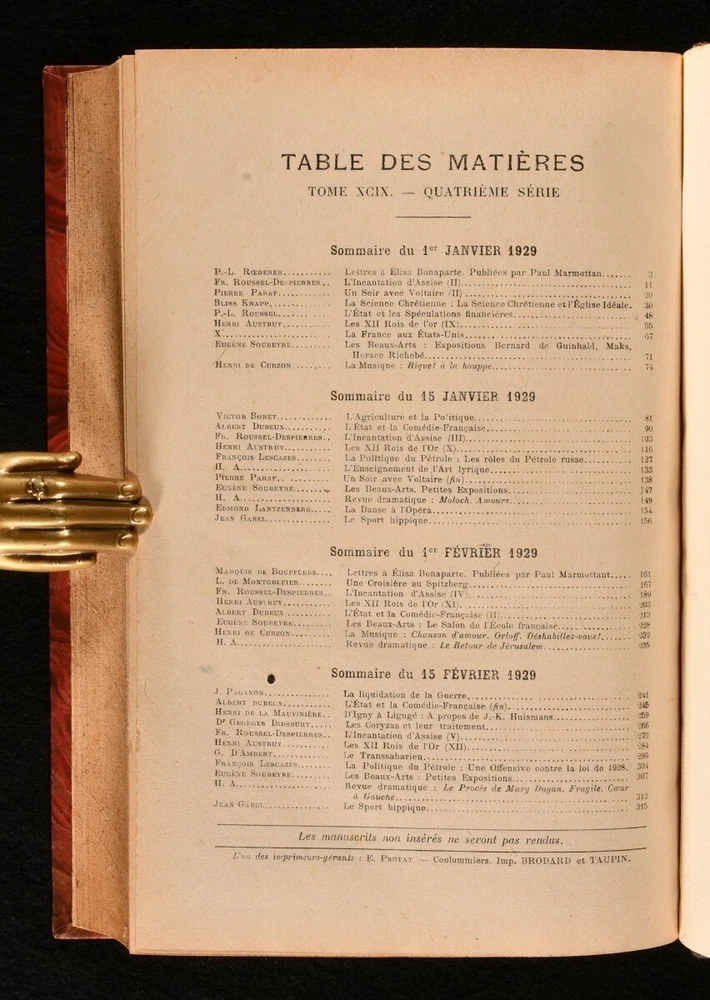 TABLE DES MATIÈRES
TOME XCIX. — QUATRIÈME SÉRIE
Sommaire du 1er JANVIER 1929
P.-L. RŒDERER........... Lettres à Élisa Bonaparte. Publiées par Paul Marmottan....... 3
FR. ROUSSEL-DESPIERRES.. L'Incantation d'Assise (II)........ 11
PIERRE PARAF............ Un Soir avec Voltaire (II)........ 20
BLISS KNAPP............. La Science Chrétienne : La Science Chrétienne et l'Église Idéale. 30
P.-L. ROUSSEL........... L'État et les Spéculations financières........ 48
HENRI AUSTRUY........... Les XII Rois de l'or (IX)........ 55
X....................... La France aux États-Unis........ 67
EUGÈNE SOUBEYRE......... Les Beaux-Arts : Expositions Bernard de Guinhald, Maks,
Horace Richebé........ 71
HENRI DE CURZON......... La Musique : Riquet à la houppe........ 74
Sommaire du 15 JANVIER 1929
VICTOR BORET............ L'Agriculture et la Politique........ 81
ALBERT DUBEUX........... L'État et la Comédie-Française........ 90
FR. ROUSSEL-DESPIERRES.. L'Incantation d'Assise (III)........ 103
HENRI AUSTRUY........... Les XII Rois de l'Or (X)........ 116
FRANÇOIS LESCAZES....... La Politique du Pétrole : Les rôles du Pétrole russe........ 127
H. A.................... L'Enseignement de l'Art lyrique........ 133
PIERRE PARAF............ Un Soir avec Voltaire (fin)........ 138
EUGÈNE SOUBEYRE......... Les Beaux-Arts. Petites Expositions........ 147
H. A.................... Revue dramatique : Moloch. Amours........ 149
EDMOND LANTZENBERG...... La Danse à l'Opéra........ 154
JEAN GABEL.............. Le Sport hippique........ 156
Sommaire du 1er FÉVRIER 1929
MARQUIS DE BOUFFLERS.... Lettres à Élisa Bonaparte. Publiées par Paul Marmottant..... 161
L. DE MONTGOLFIER....... Une Croisière au Spitzberg........ 167
FR. ROUSSEL-DESPIERRES.. L'Incantation d'Assise (IV)........ 189
HENRI AUSTRUY........... Les XII Rois de l'Or (XI)........ 203
ALBERT DUBEUX........... L'État et la Comédie-Française (II)........ 213
EUGÈNE SOUBEYRE......... Les Beaux-Arts : Le Salon de l'École française........ 228
HENRI DE CURZON......... La Musique : Chanson d'amour. Orloff. Déshabillez-vous!........ 232
H. A.................... Revue dramatique : Le Retour de Jérusalem........ 235
Sommaire du 15 FÉVRIER 1929
J. PAGANON.............. La liquidation de la Guerre........ 241
ALBERT DUBEUX........... L'État et la Comédie-Française (fin)........ 245
HENRI DE LA MAUVINIÈRE.. D'Igny à Ligugé : A propos de J.-K. Huismans........ 259
Dr GEORGES DIDSBURY..... Les Coryzas et leur traitement........ 266
FR. ROUSSEL-DESPIERRES.. L'Incantation d'Assise (V)........ 272
HENRI AUSTRUY........... Les XII Rois de l'Or (XII)........ 284
G. D'AMBERT............. Le Transsaharien........ 299
FRANÇOIS LESCAZES....... La Politique du Pétrole : Une Offensive contre la loi de 1928. 304
EUGÈNE SOUBEYRE......... Les Beaux-Arts : Petites Expositions........ 307
H. A.................... Revue dramatique : Le Procès de Mary Dugan. Fragile. Cœur
à Gauche........ 312
JEAN GABEL.............. Le Sport hippique........ 315
Les manuscrits non insérés ne seront pas rendus.
L'un des imprimeurs-gérants : E. PROTAT — Coulommiers. Imp. BRODARD et TAUPIN.